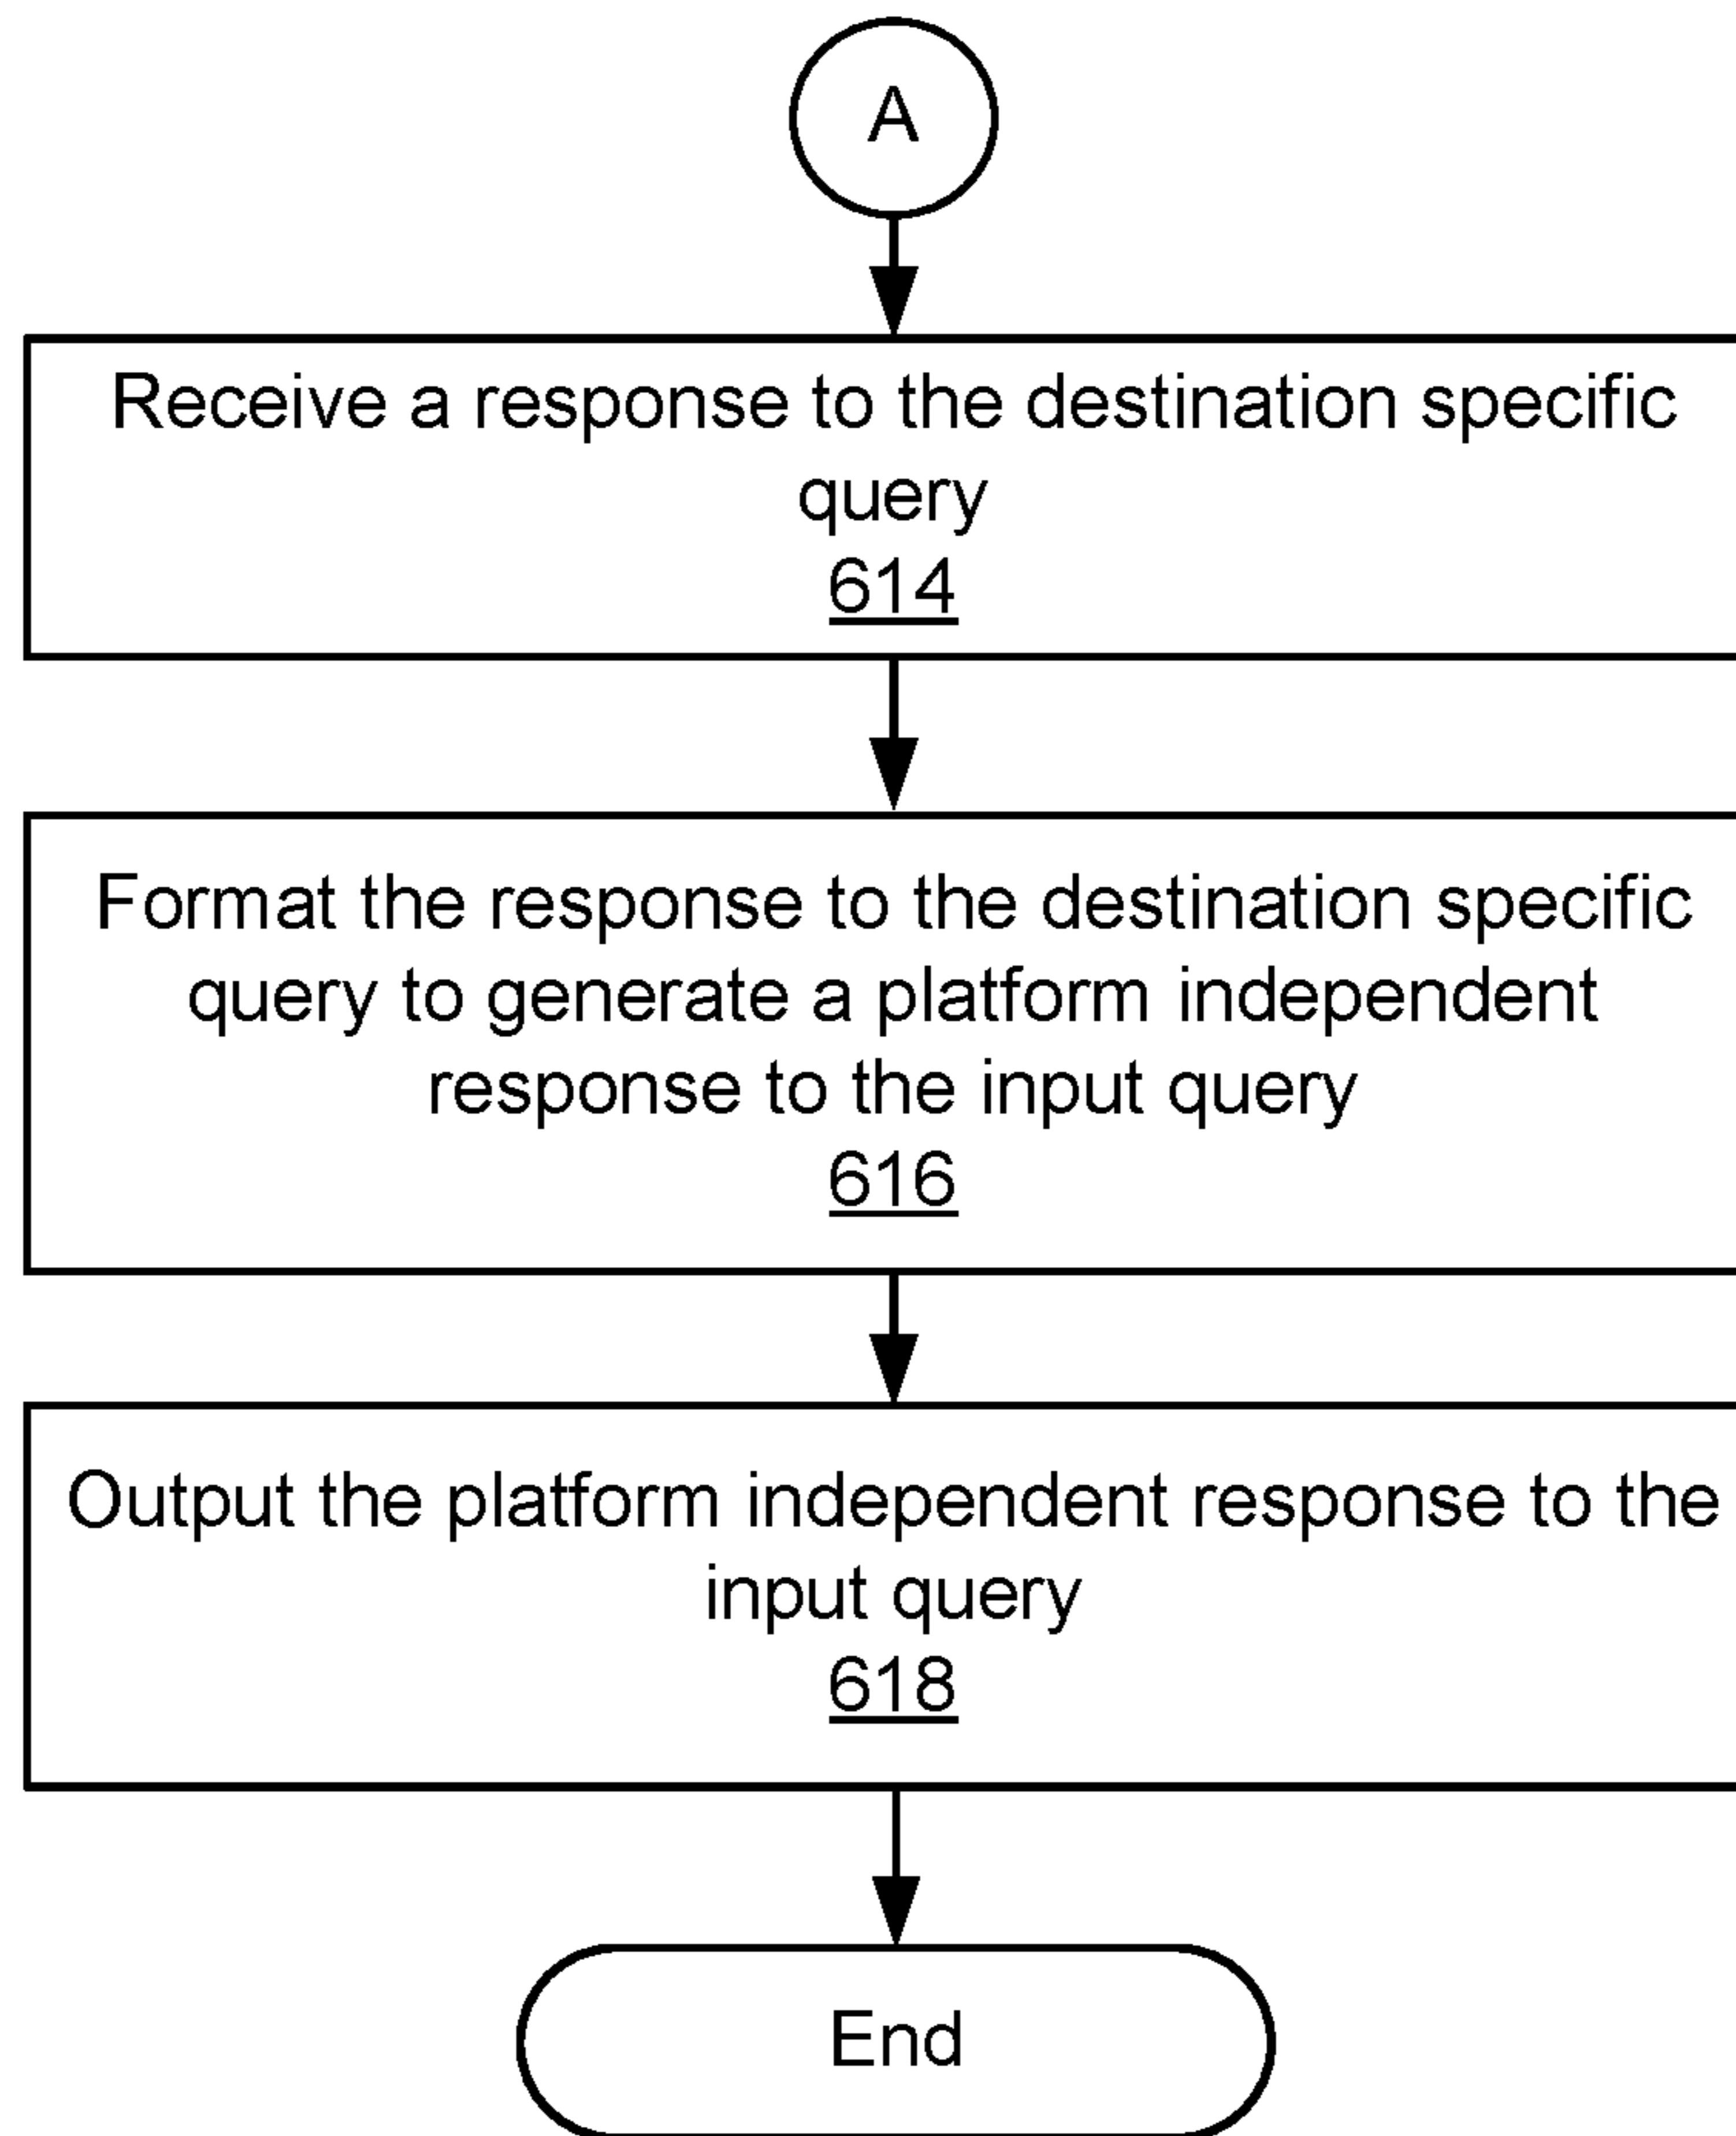 A
Receive a response to the destination specific
query
614
Format the response to the destination specific
query to generate a platform independent
response to the input query
616
Output the platform independent response to the
input query
618
End